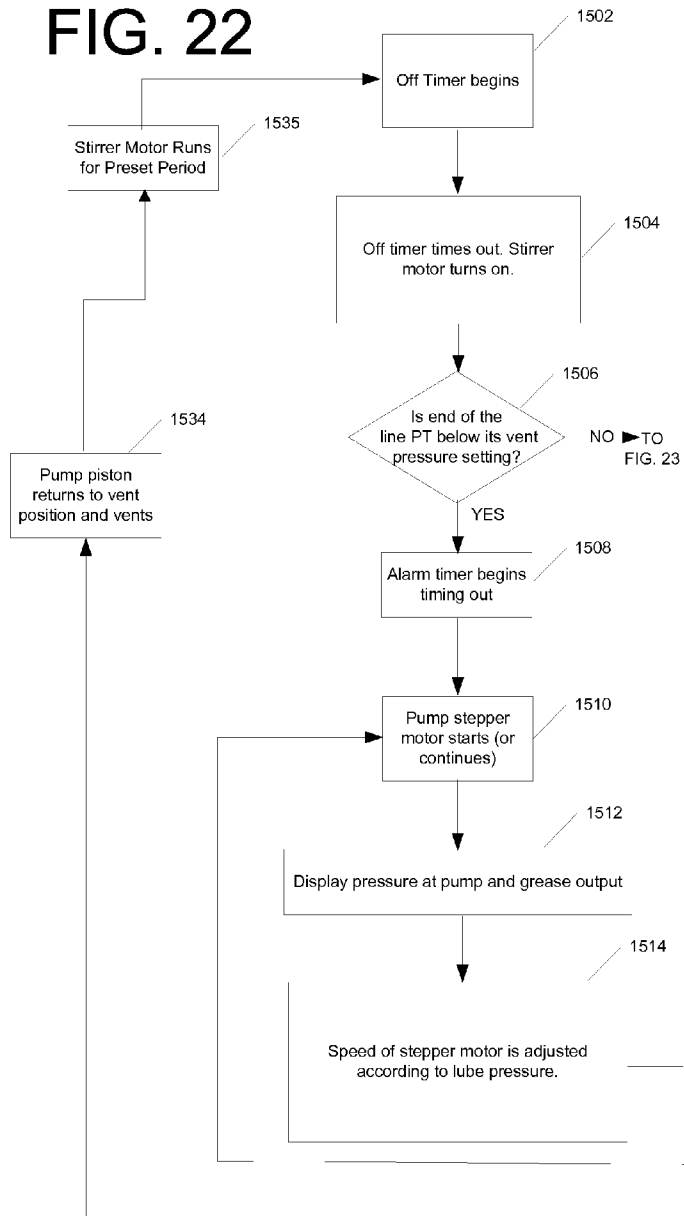 FIG. 22
1502
Off Timer begins
1535
Stirrer Motor Runs
for Preset Period
1504
Off timer times out. Stirrer
motor turns on.
1506
Is end of the
line PT below its vent
pressure setting?
NO
TO
FIG. 23
1534
Pump piston
returns to vent
position and vents
YES
1508
Alarm timer begins
timing out
1510
Pump stepper
motor starts (or
continues)
1512
Display pressure at pump and grease output
1514
Speed of stepper motor is adjusted
according to lube pressure.